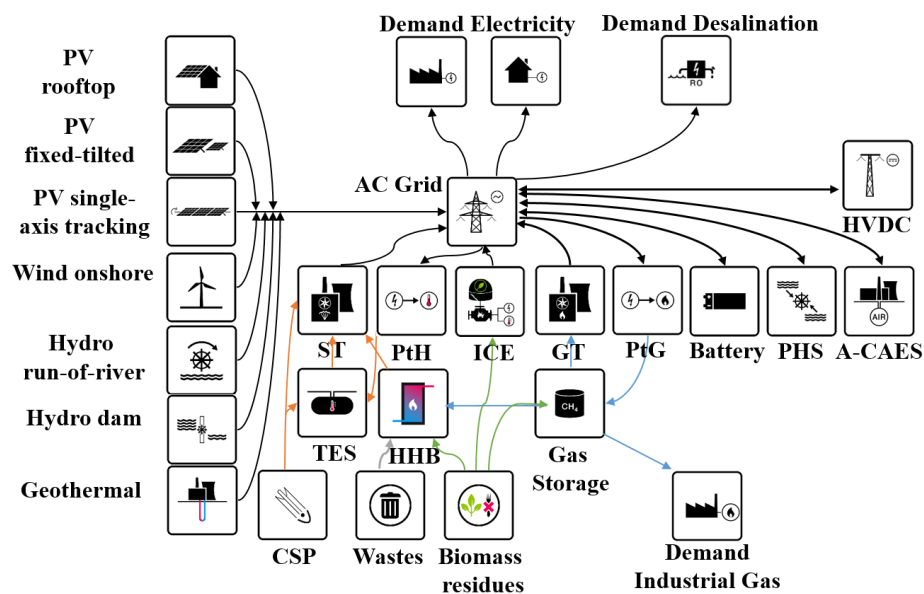 Demand Electricity
Demand Desalination
PV
rooftop
RO
PV
fixed-tilted
AC Grid
PV single-
axis tracking
HVDC
Wind onshore
AIR
ST
PtH
ICE
GT
PtG
Battery
PHS
A-CAES
Hydro
run-of-river
CH4
Hydro dam
TES
HHB
Gas
Storage
Geothermal
CSP
Wastes
Biomass
residues
Demand
Industrial Gas